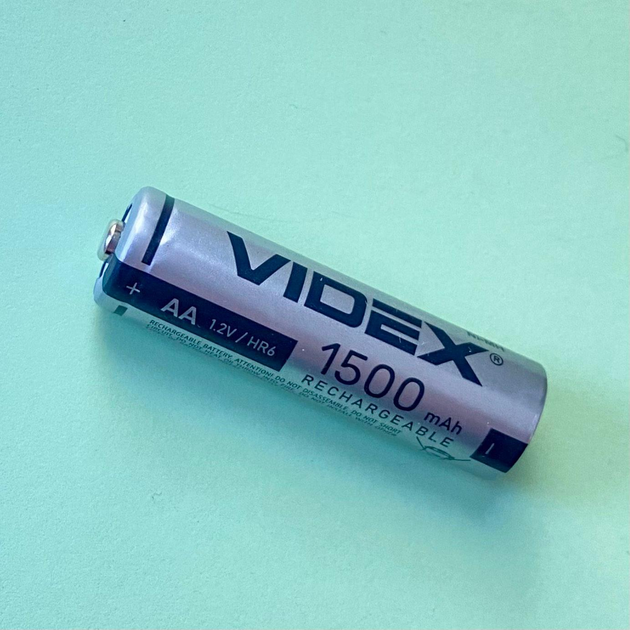 VIDEX®
+ AA 1.2V / HR6
1500 mAh
RECHARGEABLE
RECHARGEABLE BATTERY. ATTENTION! DO NOT DISASSEMBLE. DO NOT SHORT
-